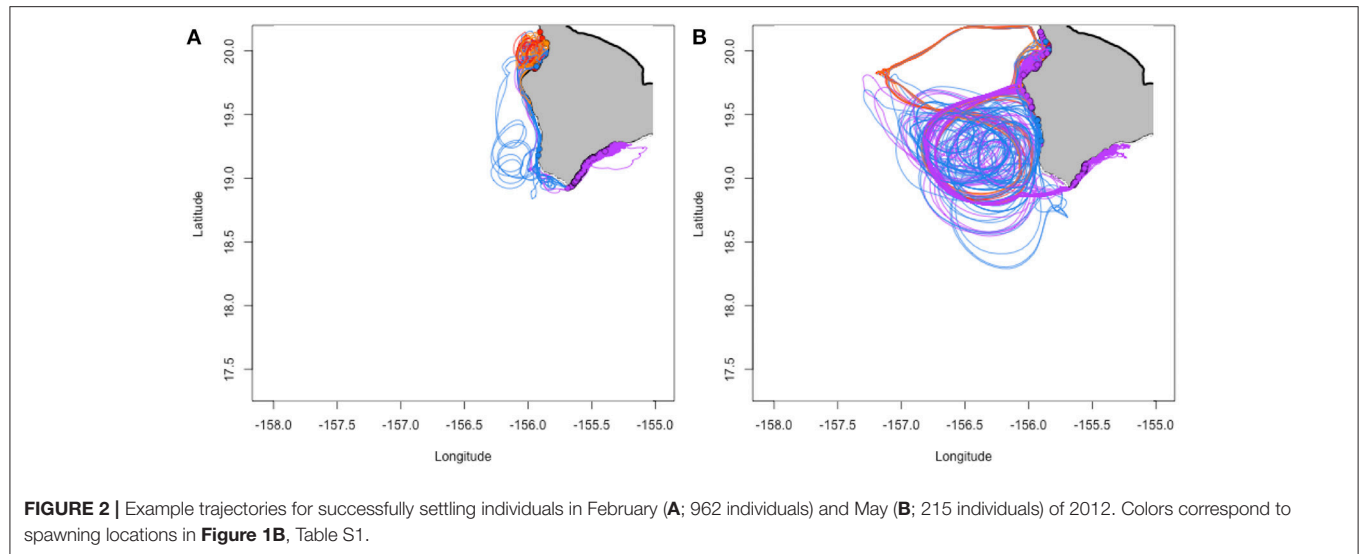 A
B
20.0
19.5
19.0
18.5
18.0
17.5
Latitude
-158.0 -157.5 -157.0 -156.5 -156.0 -155.5 -155.0
Longitude
20.0
19.5
19.0
18.5
18.0
17.5
Latitude
-158.0 -157.5 -157.0 -156.5 -156.0 -155.5 -155.0
Longitude
FIGURE 2 | Example trajectories for successfully settling individuals in February (A; 962 individuals) and May (B; 215 individuals) of 2012. Colors correspond to
spawning locations in Figure 1B, Table S1.